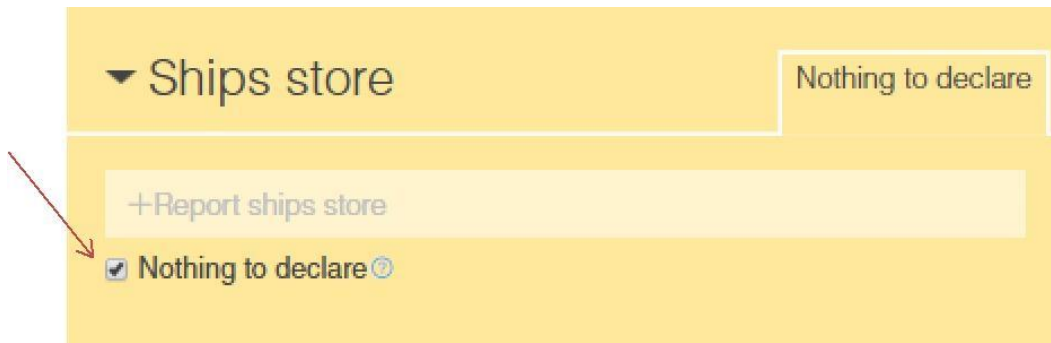 Ships store
Nothing to declare
+Report ships store
Nothing to declare